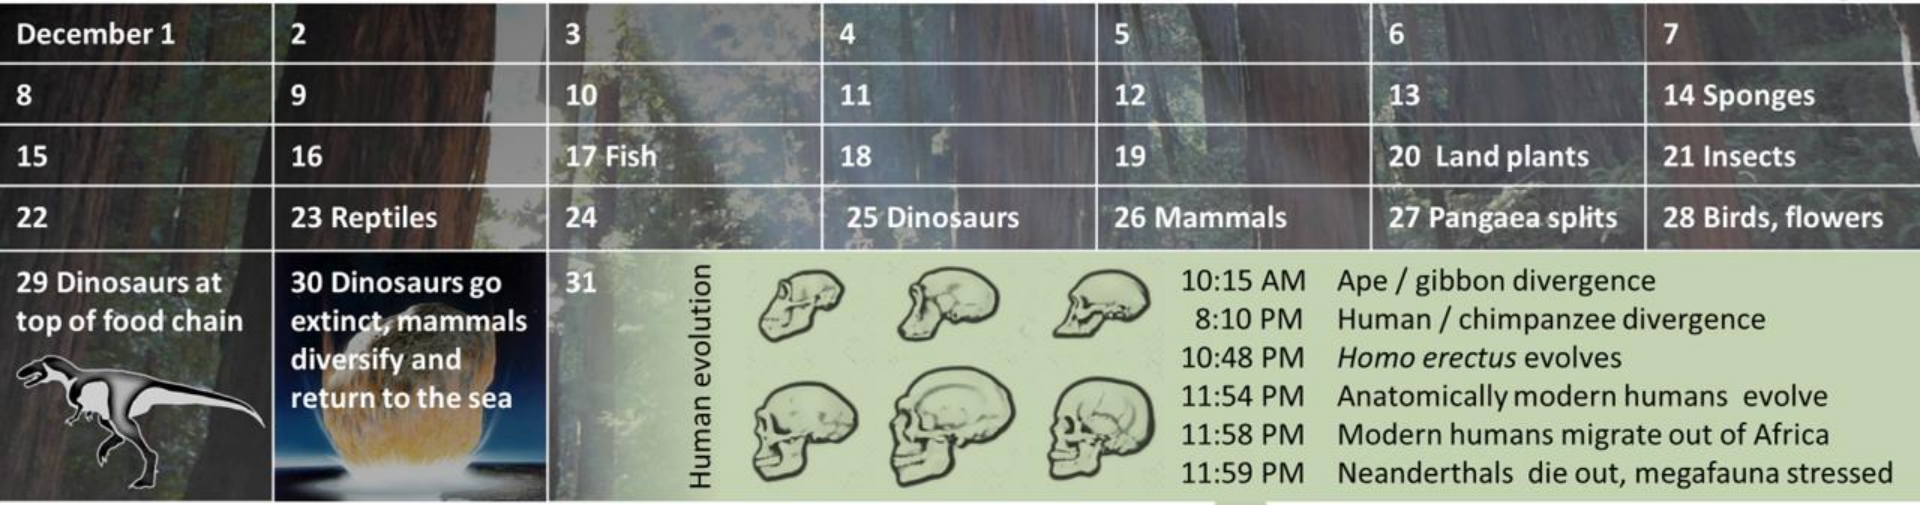 December 1
2
3
4
5
6
7
8
9
10
11
12
13
14 Sponges
15
16
17 Fish
18
19
20 Land plants
21 Insects
22
23 Reptiles
24
25 Dinosaurs
26 Mammals
27 Pangaea splits
28 Birds, flowers
29 Dinosaurs at
top of food chain
30 Dinosaurs go
extinct, mammals
diversify and
return to the sea
31
Human evolution
10:15 AM Ape / gibbon divergence
8:10 PM Human / chimpanzee divergence
10:48 PM Homo erectus evolves
11:54 PM Anatomically modern humans evolve
11:58 PM Modern humans migrate out of Africa
11:59 PM Neanderthals die out, megafauna stressed